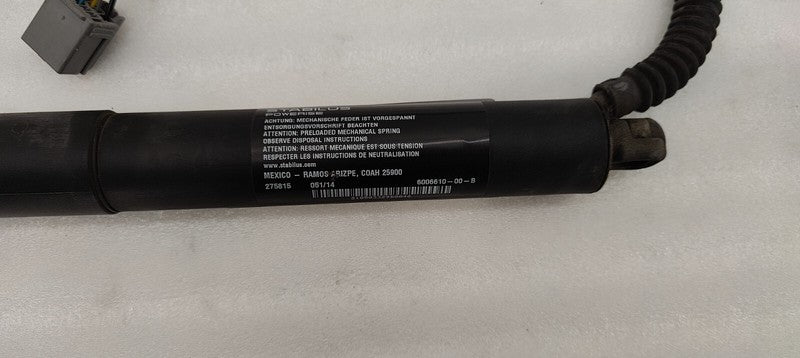 STABILUS
POWERISE
ACHTUNG: MECHANISCHE FEDER IST VORGESPANNT
ENTSORGUNGSVORSCHRIFT BEACHTEN
ATTENTION: PRELOADED MECHANICAL SPRING
OBSERVE DISPOSAL INSTRUCTIONS
ATTENTION: RESSORT MECANIQUE EST SOUS TENSION
RESPECTER LES INSTRUCTIONS DE NEUTRALISATION
www.stabilus.com
MEXICO - RAMOS ARIZPE, COAH 25900
275815 051/14 6006610-00-B